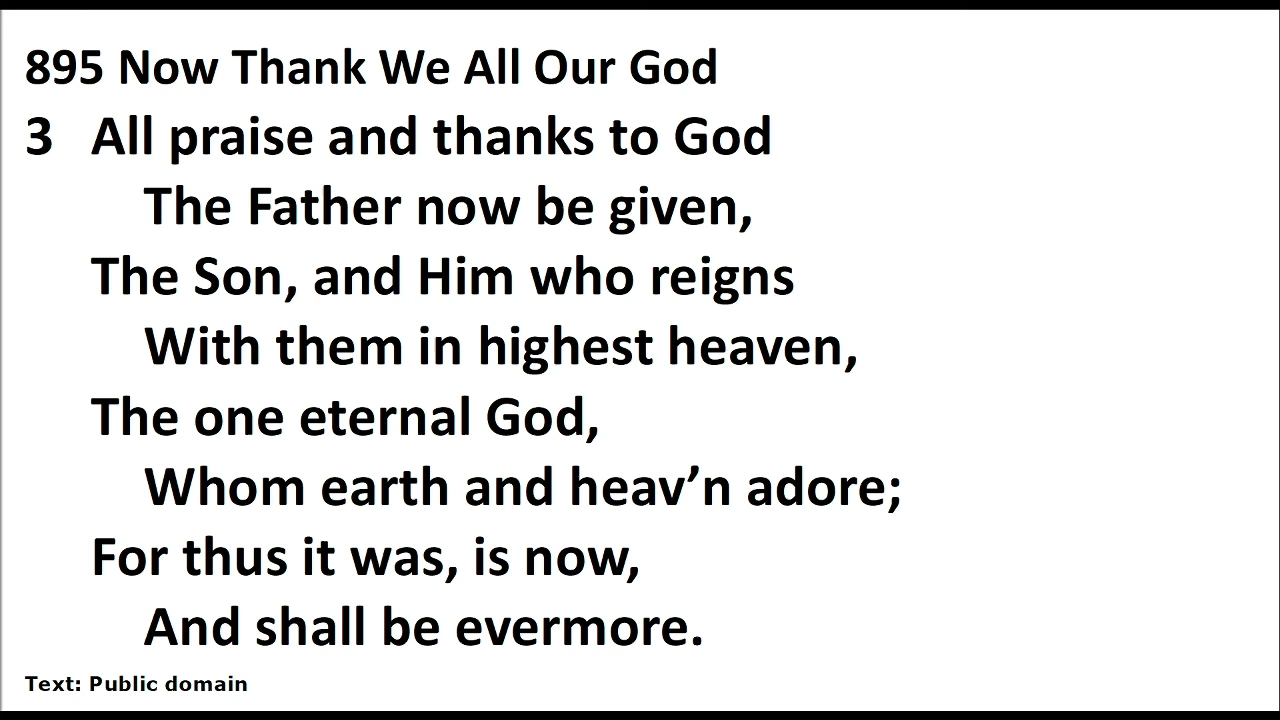 895 Now Thank We All Our God
3 All praise and thanks to God
The Father now be given,
The Son, and Him who reigns
With them in highest heaven,
The one eternal God,
Whom earth and heav’n adore;
For thus it was, is now,
And shall be evermore.
Text: Public domain